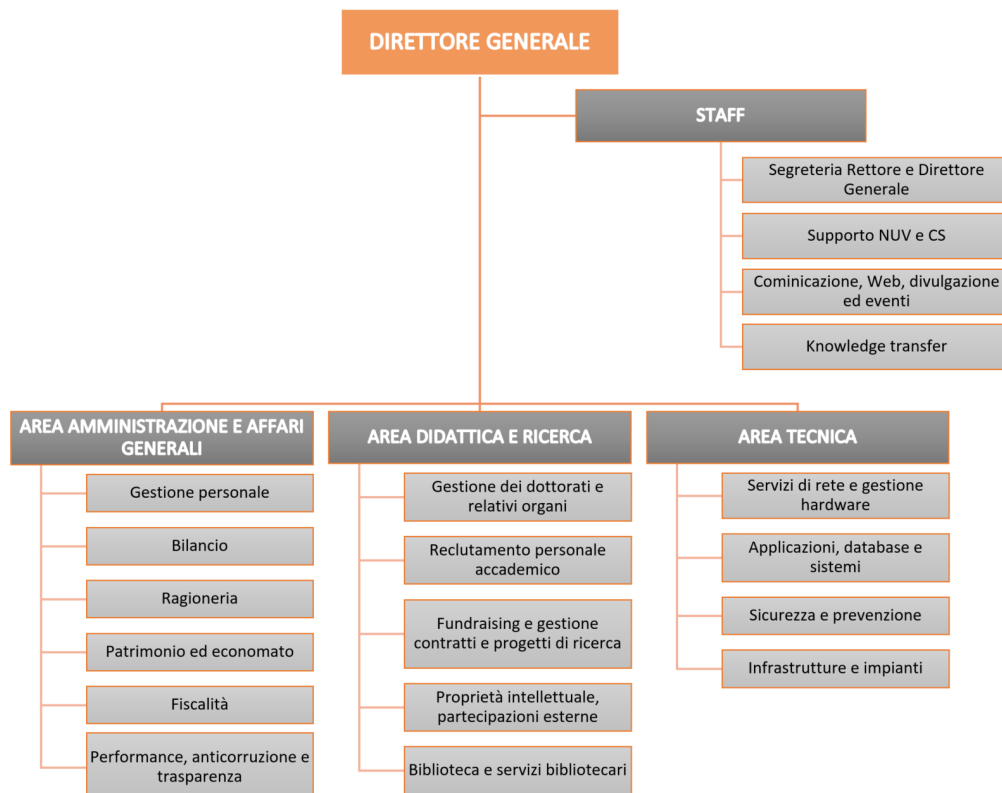 DIRETTORE GENERALE
STAFF
Segreteria Rettore e Direttore
Generale
Supporto NUV e CS
Cominicazione, Web, divulgazione
ed eventi
Knowledge transfer
AREA AMMINISTRAZIONE E AFFARI
GENERALI
Gestione personale
Bilancio
Ragioneria
Patrimonio ed economato
Fiscalità
Performance, anticorruzione e
trasparenza
AREA DIDATTICA E RICERCA
Gestione dei dottorati e
relativi organi
Reclutamento personale
accademico
Fundraising e gestione
contratti e progetti di ricerca
Proprietà intellettuale,
partecipazioni esterne
Biblioteca e servizi bibliotecari
AREA TECNICA
Servizi di rete e gestione
hardware
Applicazioni, database e
sistemi
Sicurezza e prevenzione
Infrastrutture e impianti